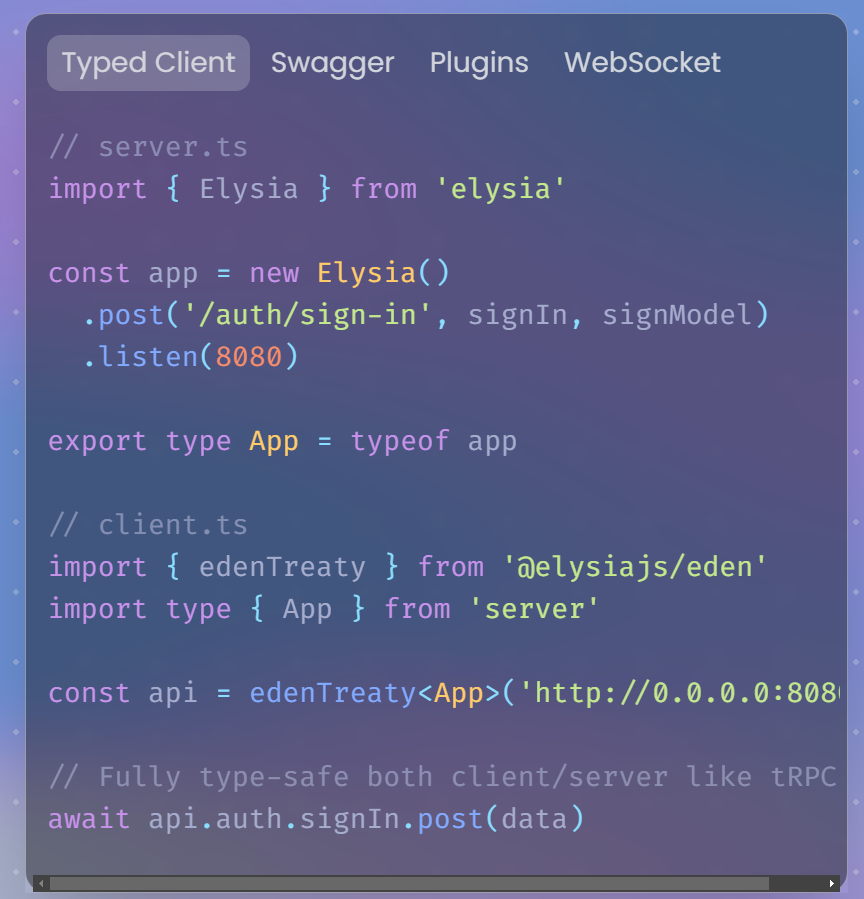 Typed Client Swagger Plugins WebSocket
// server.ts
import { Elysia } from 'elysia'
const app = new Elysia()
.post('/auth/sign-in', signIn, signModel)
.listen(8080)
export type App = typeof app
// client.ts
import { edenTreaty } from '@elysiajs/eden'
import type { App } from 'server'
const api = edenTreaty<App>('http://0.0.0.0:808
// Fully type-safe both client/server like tRPC
await api.auth.signIn.post(data)